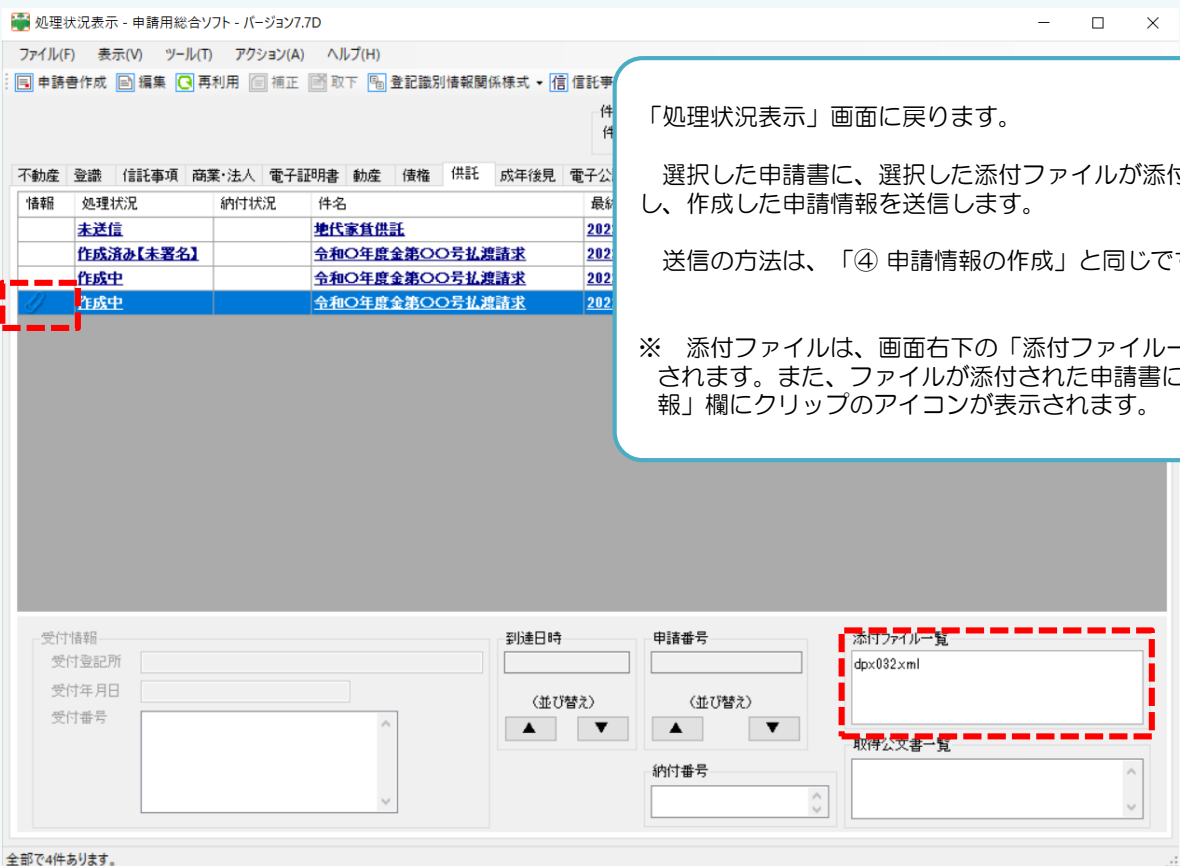 処理状況表示 - 申請用総合ソフト - バージョン7.7D
ファイル(F) 表示(V) ツール(T) アクション(A) ヘルプ(H)
申請書作成 編集 再利用 補正 取下 登記識別情報関係様式 信 信託事
件
件
不動産 登識 信託事項 商業・法人 電子証明書 動産 債権 供託 成年後見 電子公
情報 処理状況 納付状況 件名 最終
未送信 地代家賃供託 202
作成済み【未署名】 令和〇年度金第〇〇号払渡請求 202
作成中 令和〇年度金第〇〇号払渡請求 202
作成中 令和〇年度金第〇〇号払渡請求 202
「処理状況表示」画面に戻ります。
選択した申請書に、選択した添付ファイルが添付
し、作成した申請情報を送信します。
送信の方法は、「④ 申請情報の作成」と同じです
※ 添付ファイルは、画面右下の「添付ファイル一
されます。また、ファイルが添付された申請書に
報」欄にクリップのアイコンが表示されます。
受付情報
受付登記所
受付年月日
受付番号
到達日時
(並び替え)
▲ ▼
申請番号
(並び替え)
▲ ▼
納付番号
添付ファイル一覧
dpx032.xml
取得公文書一覧
全部で4件あります。